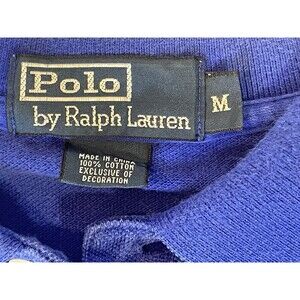 Polo
by Ralph Lauren
M
MADE IN CHINA
100% COTTON
EXCLUSIVE OF
DECORATION